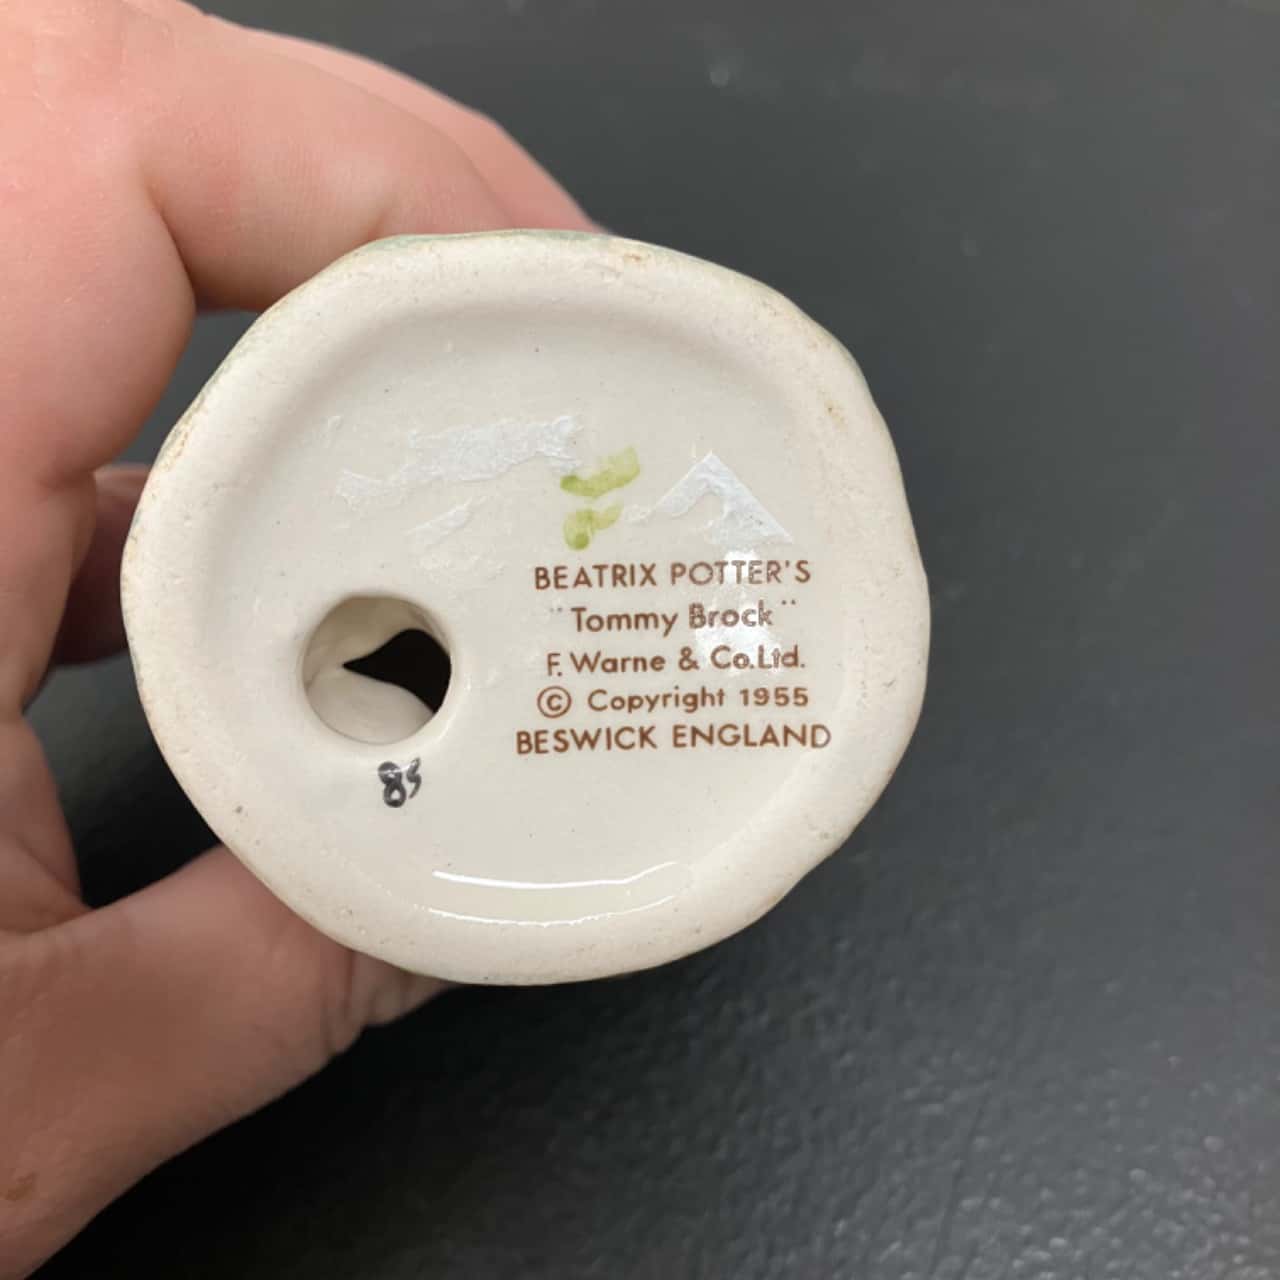 BEATRIX POTTER'S
"Tommy Brock"
F. Warne & Co.Ltd.
© Copyright 1955
BESWICK ENGLAND
85